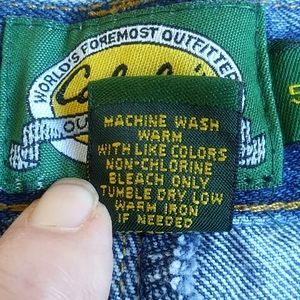 WORLD'S FOREMOST OUTFITTER
MACHINE WASH
WARM
WITH LIKE COLORS
NON-CHLORINE
BLEACH ONLY
TUMBLE DRY LOW
WARM IRON
IF NEEDED